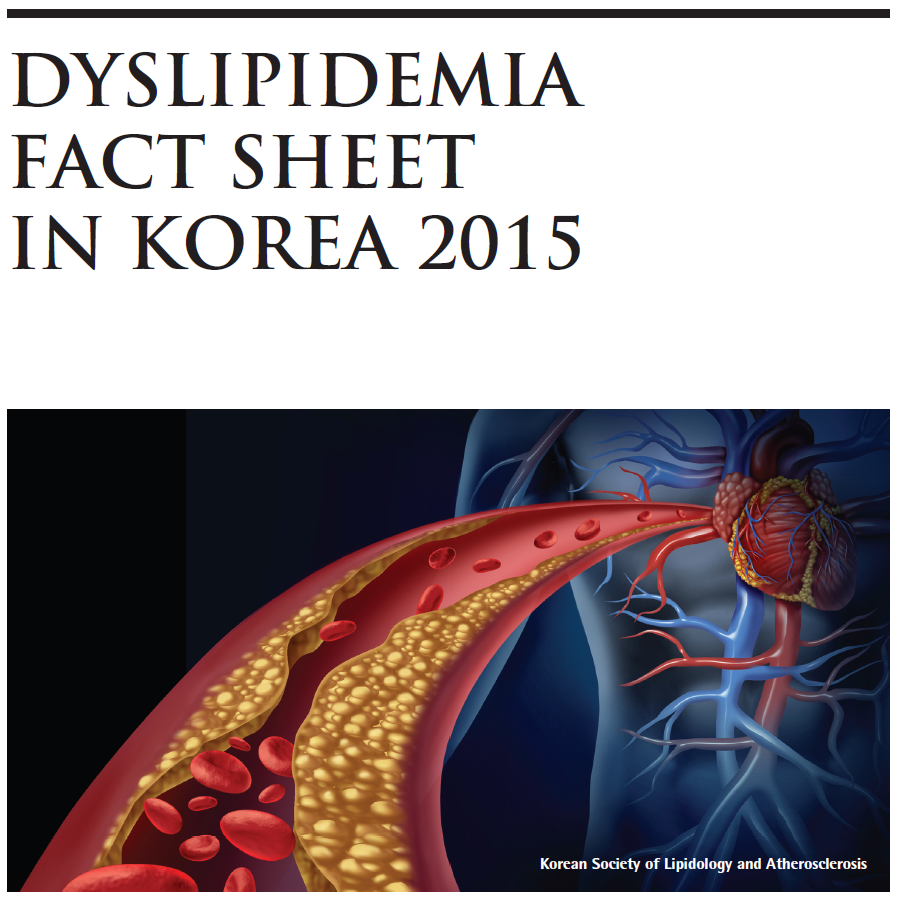 DYSLIPIDEMIA
FACT SHEET
IN KOREA 2015
Korean Society of Lipidology and Atherosclerosis